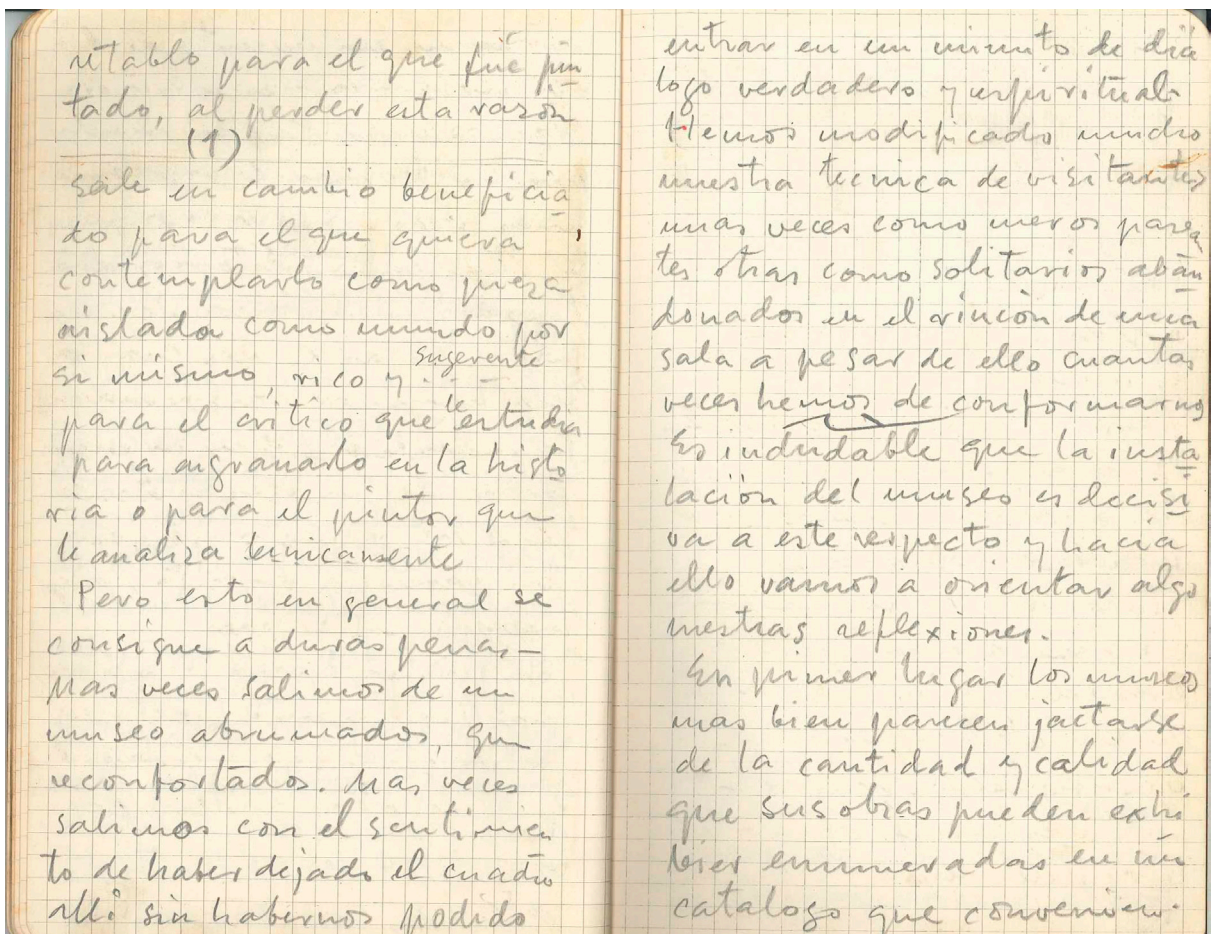 retablo para el que fué pin
tado, al perder esta razón
(1)
sale en cambio beneficia
do para el que quiera
contemplarlo como pieza
aislada como mundo por
si mismo, rico y sugerente
para el crítico que le estudia
para engranarlo en la histo
ria o para el pintor que
le analiza tenicamente
Pero esto en general se
consigue a duras penas—
Mas veces salimos de un
museo abrumados, que
reconfortados. Mas veces
salimos con el sentimien
to de haber dejado el cuadro
alli sin habernos podido
entrar en un minuto de diá
logo verdadero y espiritual.
Hemos modificado mucho
nuestra tecnica de visitantes
unas veces como meros pasean
tes otras como solitarios aban
donados en el rincón de una
sala a pesar de ello cuantas
veces hemos de conformarnos
Es indudable que la insta
lación del museo es decisi
va a este respecto y hacia
ello vamos a orientar algo
nuestras reflexiones.
En primer lugar los museos
mas bien parecen jactarse
de la cantidad y calidad
que sus obras pueden exhi
bier enumeradas en un
catalogo que convenien-